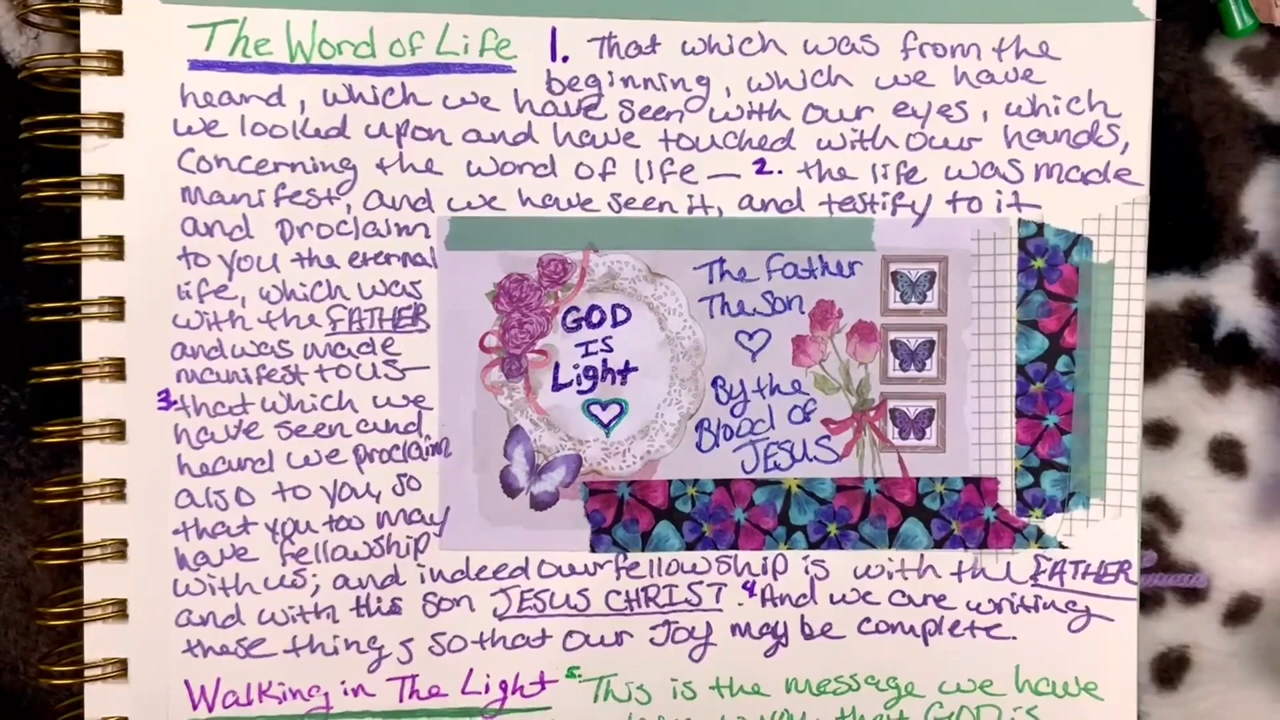 The Word of Life
1. That which was from the
beginning, which we have
heard, which we have seen with our eyes, which
we looked upon and have touched with our hands,
Concerning the word of life — 2. the life was made
manifest, and we have seen it, and testify to it
and proclaim
to you the eternal
life, which was
with the FATHER
and was made
manifest to us—
3. that which we
have seen and
heard we proclaim
also to you, so
that you too may
have fellowship
with us; and indeed our fellowship is with the FATHER
and with his son JESUS CHRIST. 4. And we are writing
these things so that our Joy may be complete.
GOD
IS
Light
The Father
The Son
By the
Blood of
JESUS
Walking in The Light
5. This is the message we have
that GOD is